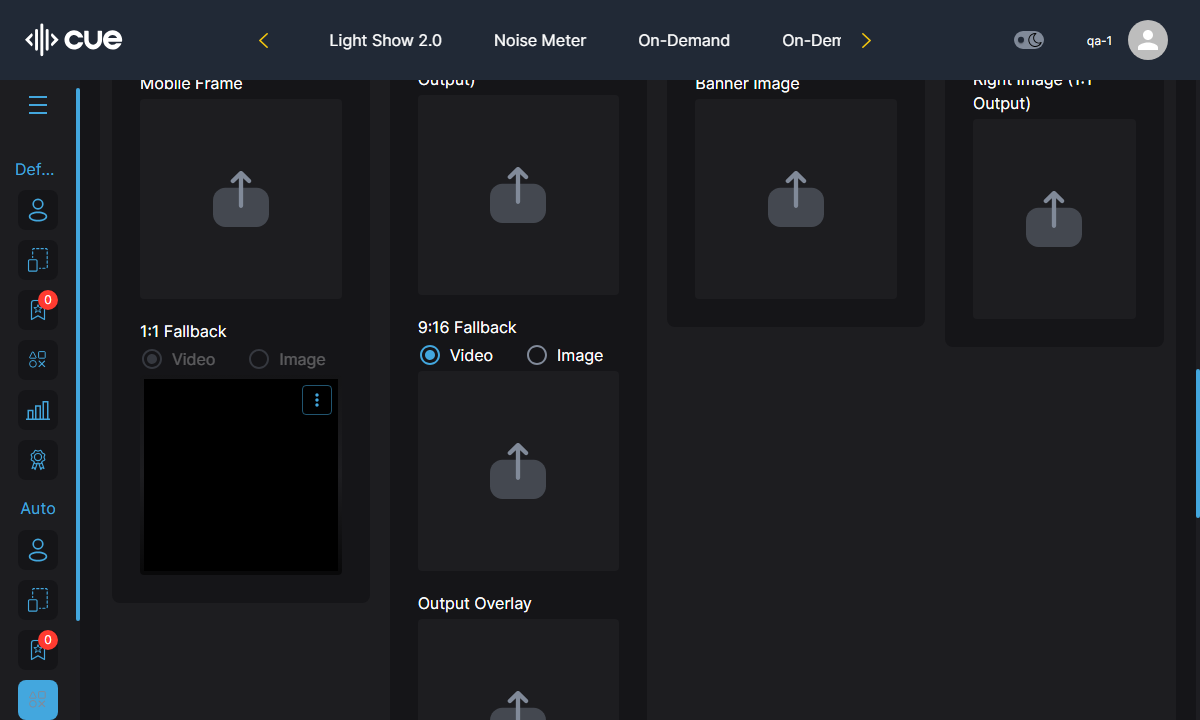 cue
Light Show 2.0
Noise Meter
On-Demand
On-Dem
qa-1
Def...
0
Auto
0
Mobile Frame
1:1 Fallback
Video
Image
Output)
9:16 Fallback
Video
Image
Output Overlay
Banner Image
Right Image (1:1
Output)